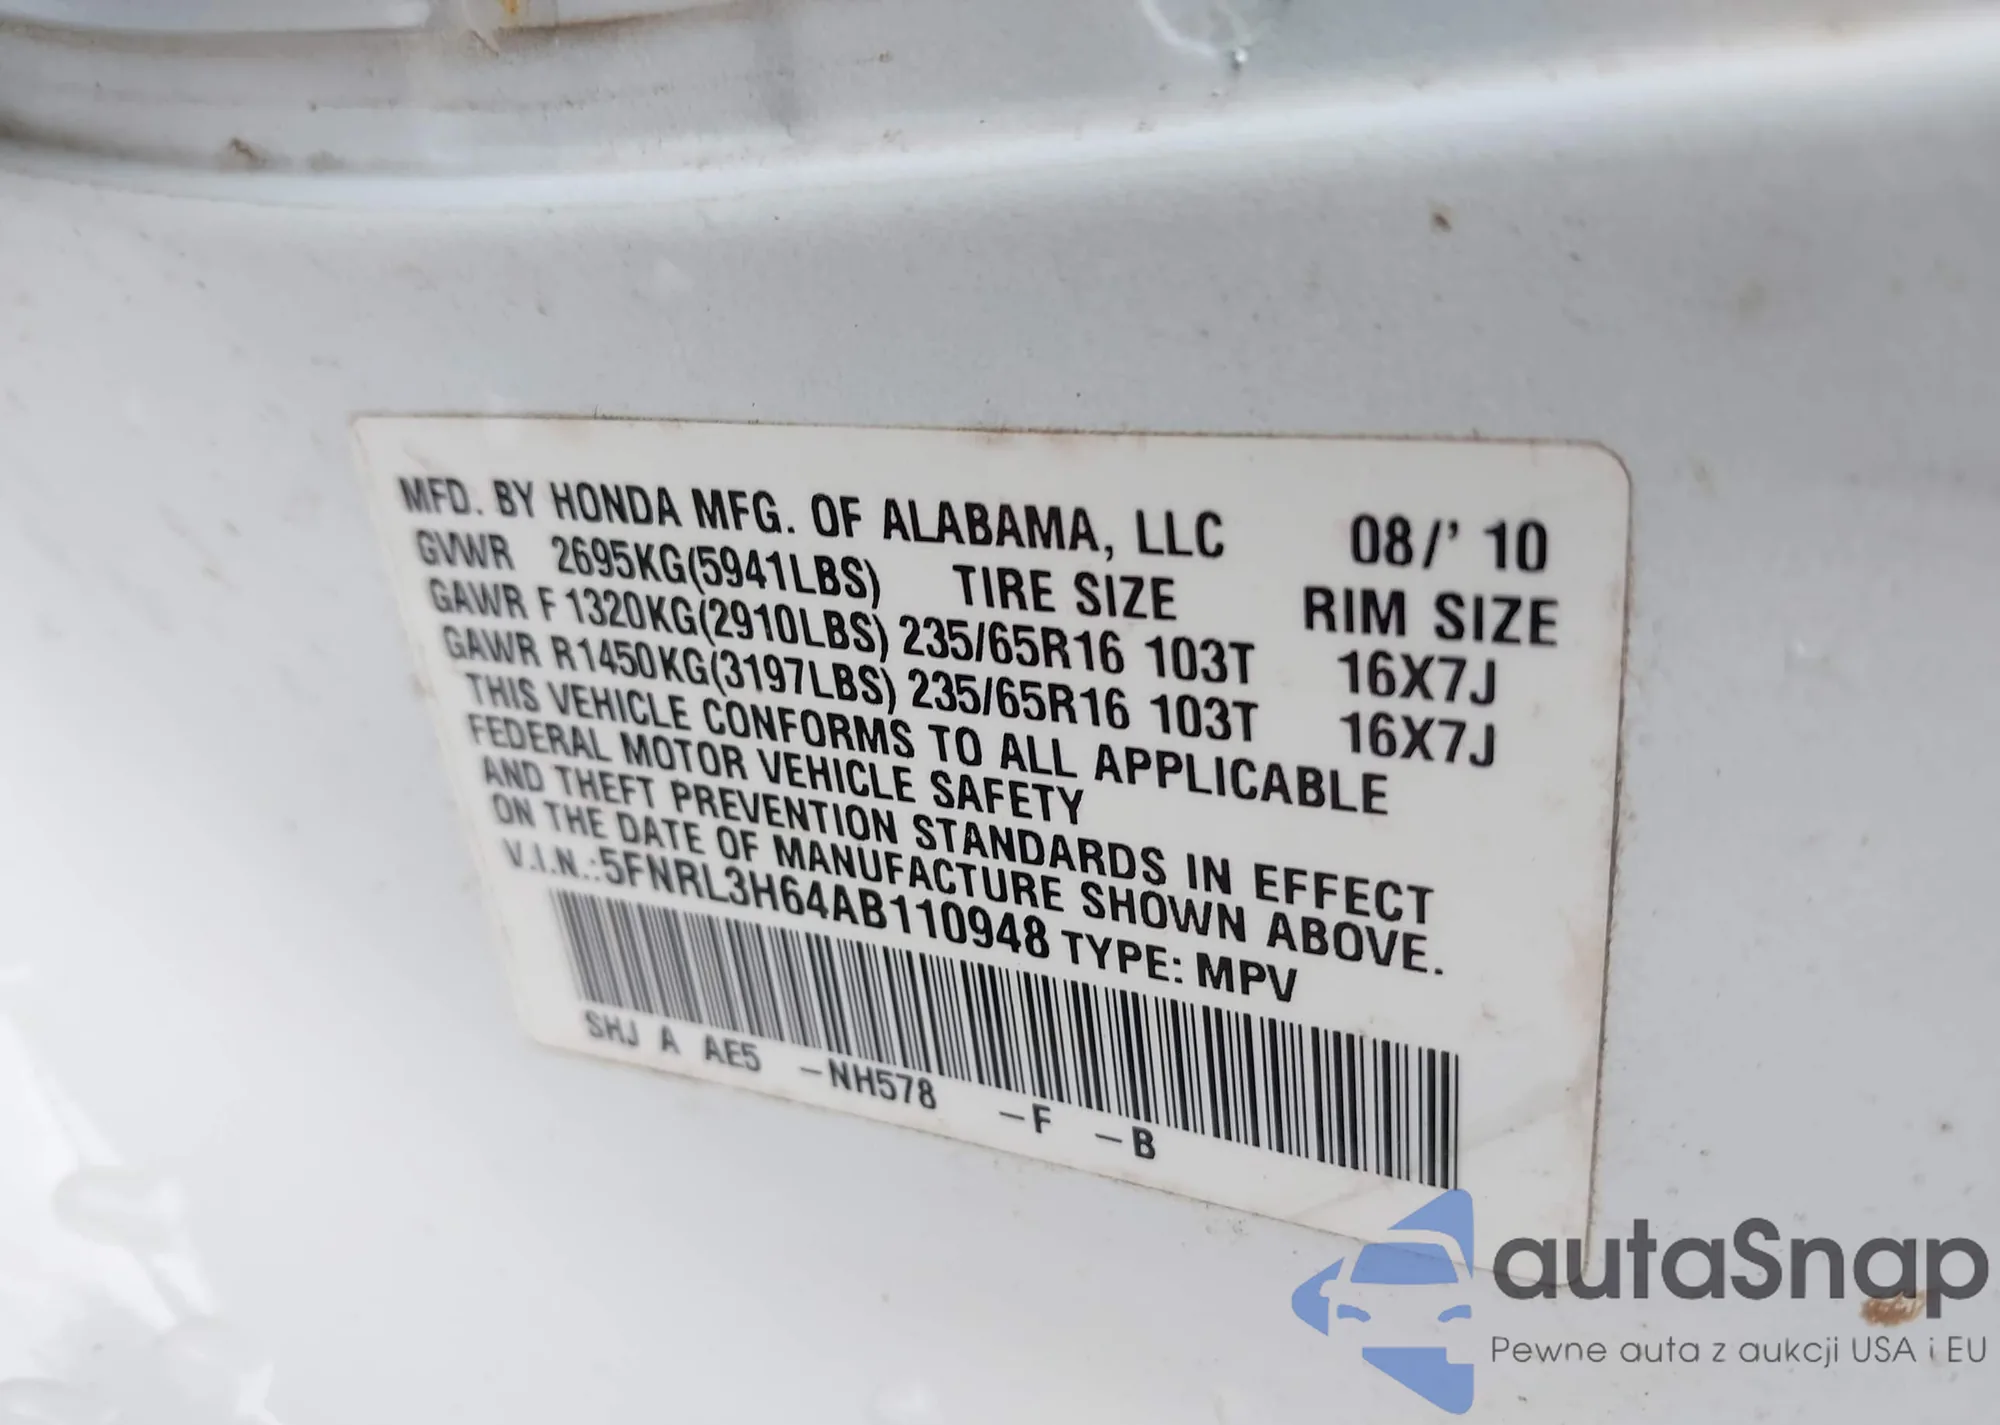 MFD. BY HONDA MFG. OF ALABAMA, LLC 08/' 10
GVWR 2695KG(5941LBS) TIRE SIZE RIM SIZE
GAWR F 1320KG(2910LBS) 235/65R16 103T 16X7J
GAWR R1450KG(3197LBS) 235/65R16 103T 16X7J
THIS VEHICLE CONFORMS TO ALL APPLICABLE
FEDERAL MOTOR VEHICLE SAFETY
AND THEFT PREVENTION STANDARDS IN EFFECT
ON THE DATE OF MANUFACTURE SHOWN ABOVE.
V.I.N.:5FNRL3H64AB110948 TYPE: MPV
SHJ A AE5 -NH578 -F -B
autaSnap
Pewne auta z aukcji USA i EU